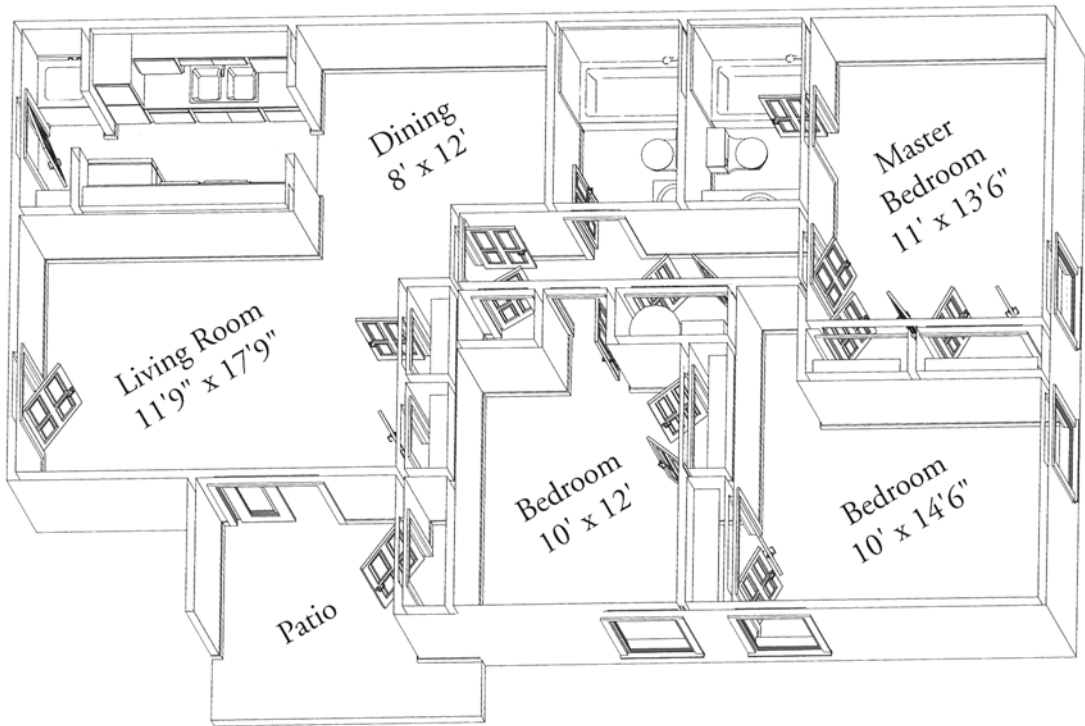 Dining
8' x 12'
Master
Bedroom
11' x 13'6"
Living Room
11'9" x 17'9"
Bedroom
10' x 12'
Bedroom
10' x 14'6"
Patio